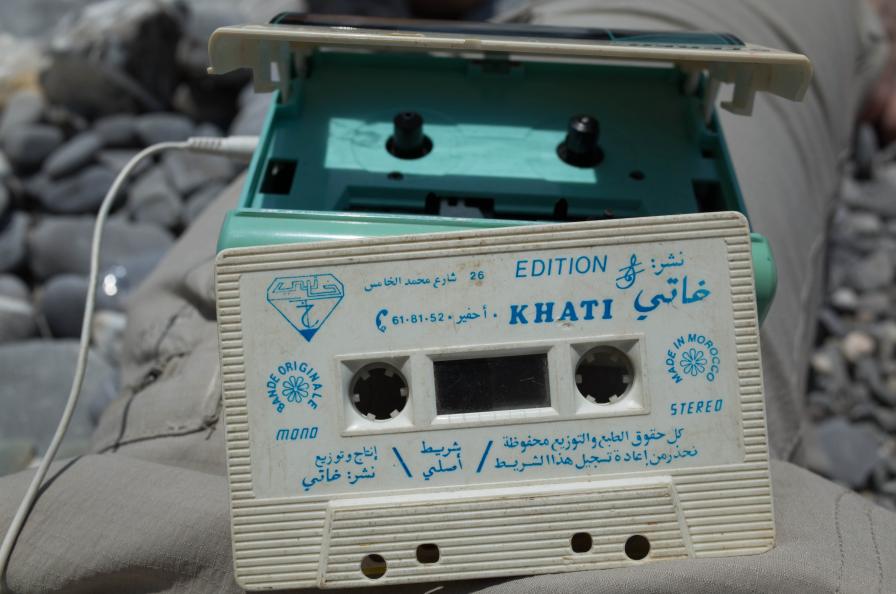 خاتي
26 شارع محمد الخامس
EDITION
نشر:
خاتي
61.81.52 • أحفير •
KHATI
BANDE ORIGINALE
MADE IN MOROCCO
MONO
STEREO
إنتاج وتوزيع
نشر: خاتي
شريط
أصلي
كل حقوق الطبع والتوزيع محفوظة
نحذر من إعادة تسجيل هذا الشريط